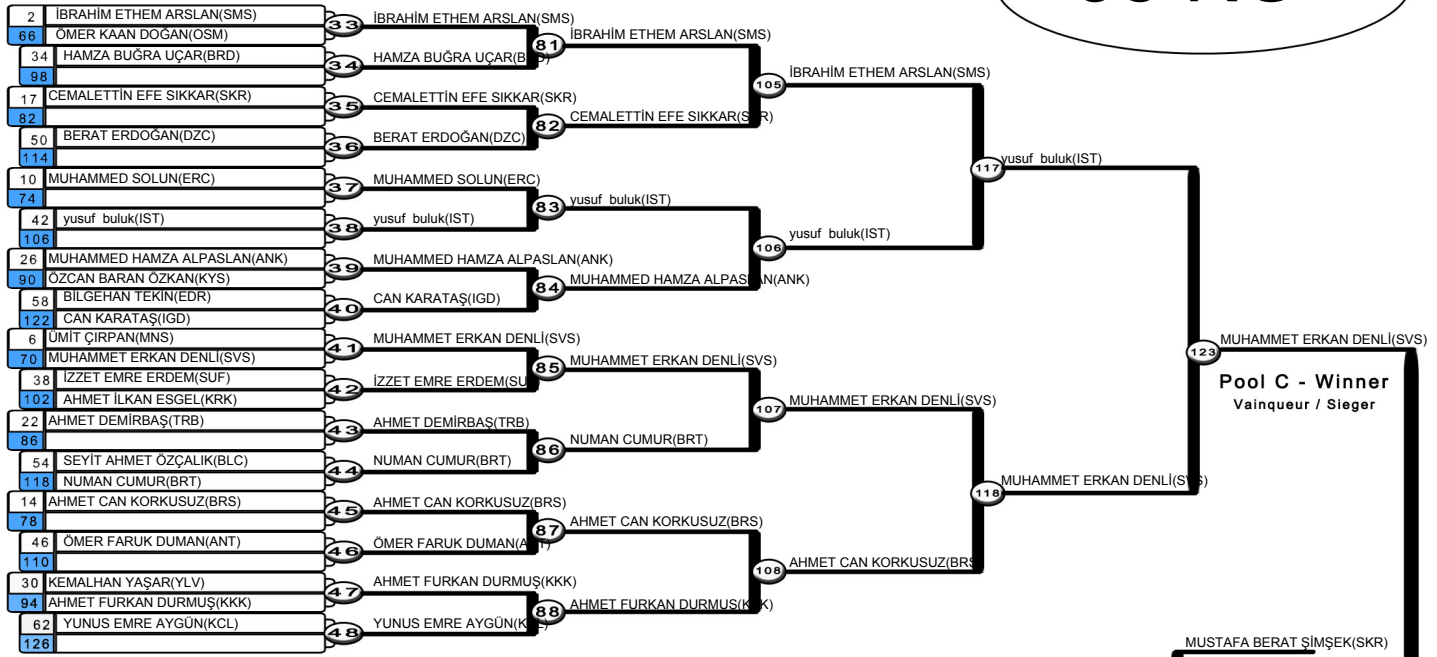 2 İBRAHİM ETHEM ARSLAN(SMS)
66 ÖMER KAAN DOĞAN(OSM)
34 HAMZA BUĞRA UÇAR(BRD)
98
17 CEMALETTİN EFE SIKKAR(SKR)
82
50 BERAT ERDOĞAN(DZC)
114
10 MUHAMMED SOLUN(ERC)
74
42 yusuf buluk(IST)
106
26 MUHAMMED HAMZA ALPASLAN(ANK)
90 ÖZCAN BARAN ÖZKAN(KYS)
58 BİLGEHAN TEKİN(EDR)
122 CAN KARATAŞ(IGD)
6 ÜMİT ÇIRPAN(MNS)
70 MUHAMMET ERKAN DENLİ(SVS)
38 İZZET EMRE ERDEM(SUF)
102 AHMET İLKAN ESGEL(KRK)
22 AHMET DEMİRBAŞ(TRB)
86
54 SEYİT AHMET ÖZÇALIK(BLC)
118 NUMAN CUMUR(BRT)
14 AHMET CAN KORKUSUZ(BRS)
78
46 ÖMER FARUK DUMAN(ANT)
110
30 KEMALHAN YAŞAR(YLV)
94 AHMET FURKAN DURMUŞ(KKK)
62 YUNUS EMRE AYGÜN(KCL)
126
33 İBRAHİM ETHEM ARSLAN(SMS)
34 HAMZA BUĞRA UÇAR(BRD)
35 CEMALETTİN EFE SIKKAR(SKR)
36 BERAT ERDOĞAN(DZC)
37 MUHAMMED SOLUN(ERC)
38 yusuf buluk(IST)
39 MUHAMMED HAMZA ALPASLAN(ANK)
40 CAN KARATAŞ(IGD)
41 MUHAMMET ERKAN DENLİ(SVS)
42 İZZET EMRE ERDEM(SU
43 AHMET DEMİRBAŞ(TRB)
44 NUMAN CUMUR(BRT)
45 AHMET CAN KORKUSUZ(BRS)
46 ÖMER FARUK DUMAN(ANT)
47 AHMET FURKAN DURMUŞ(KKK)
48 YUNUS EMRE AYGÜN(KCL)
81 İBRAHİM ETHEM ARSLAN(SMS)
82 CEMALETTİN EFE SIKKAR(SKR)
83 yusuf buluk(IST)
84 MUHAMMED HAMZA ALPASLAN(ANK)
85 MUHAMMET ERKAN DENLİ(SVS)
86 NUMAN CUMUR(BRT)
87 AHMET CAN KORKUSUZ(BRS)
88 AHMET FURKAN DURMUŞ(KKK)
105 İBRAHİM ETHEM ARSLAN(SMS)
106 yusuf buluk(IST)
107 MUHAMMET ERKAN DENLİ(SVS)
108 AHMET CAN KORKUSUZ(BRS
117 yusuf buluk(IST)
118 MUHAMMET ERKAN DENLİ(SVS)
123 MUHAMMET ERKAN DENLİ(SVS)
Pool C - Winner
Vainqueur / Sieger
MUSTAFA BERAT ŞİMŞEK(SKR)